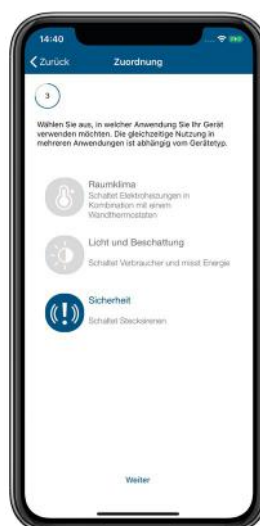 14:40
Zurück Zuordnung
3
Wählen Sie aus, in welcher Anwendung Sie Ihr Gerät
verwenden möchten. Die gleichzeitige Nutzung in
mehreren Anwendungen ist abhängig vom Gerätetyp.
Raumklima
Schaltet Elektroheizungen in
Kombination mit einem
Wandthermostaten
Licht und Beschattung
Schaltet Verbraucher und misst Energie
Sicherheit
Schaltet Stecksirenen
Weiter